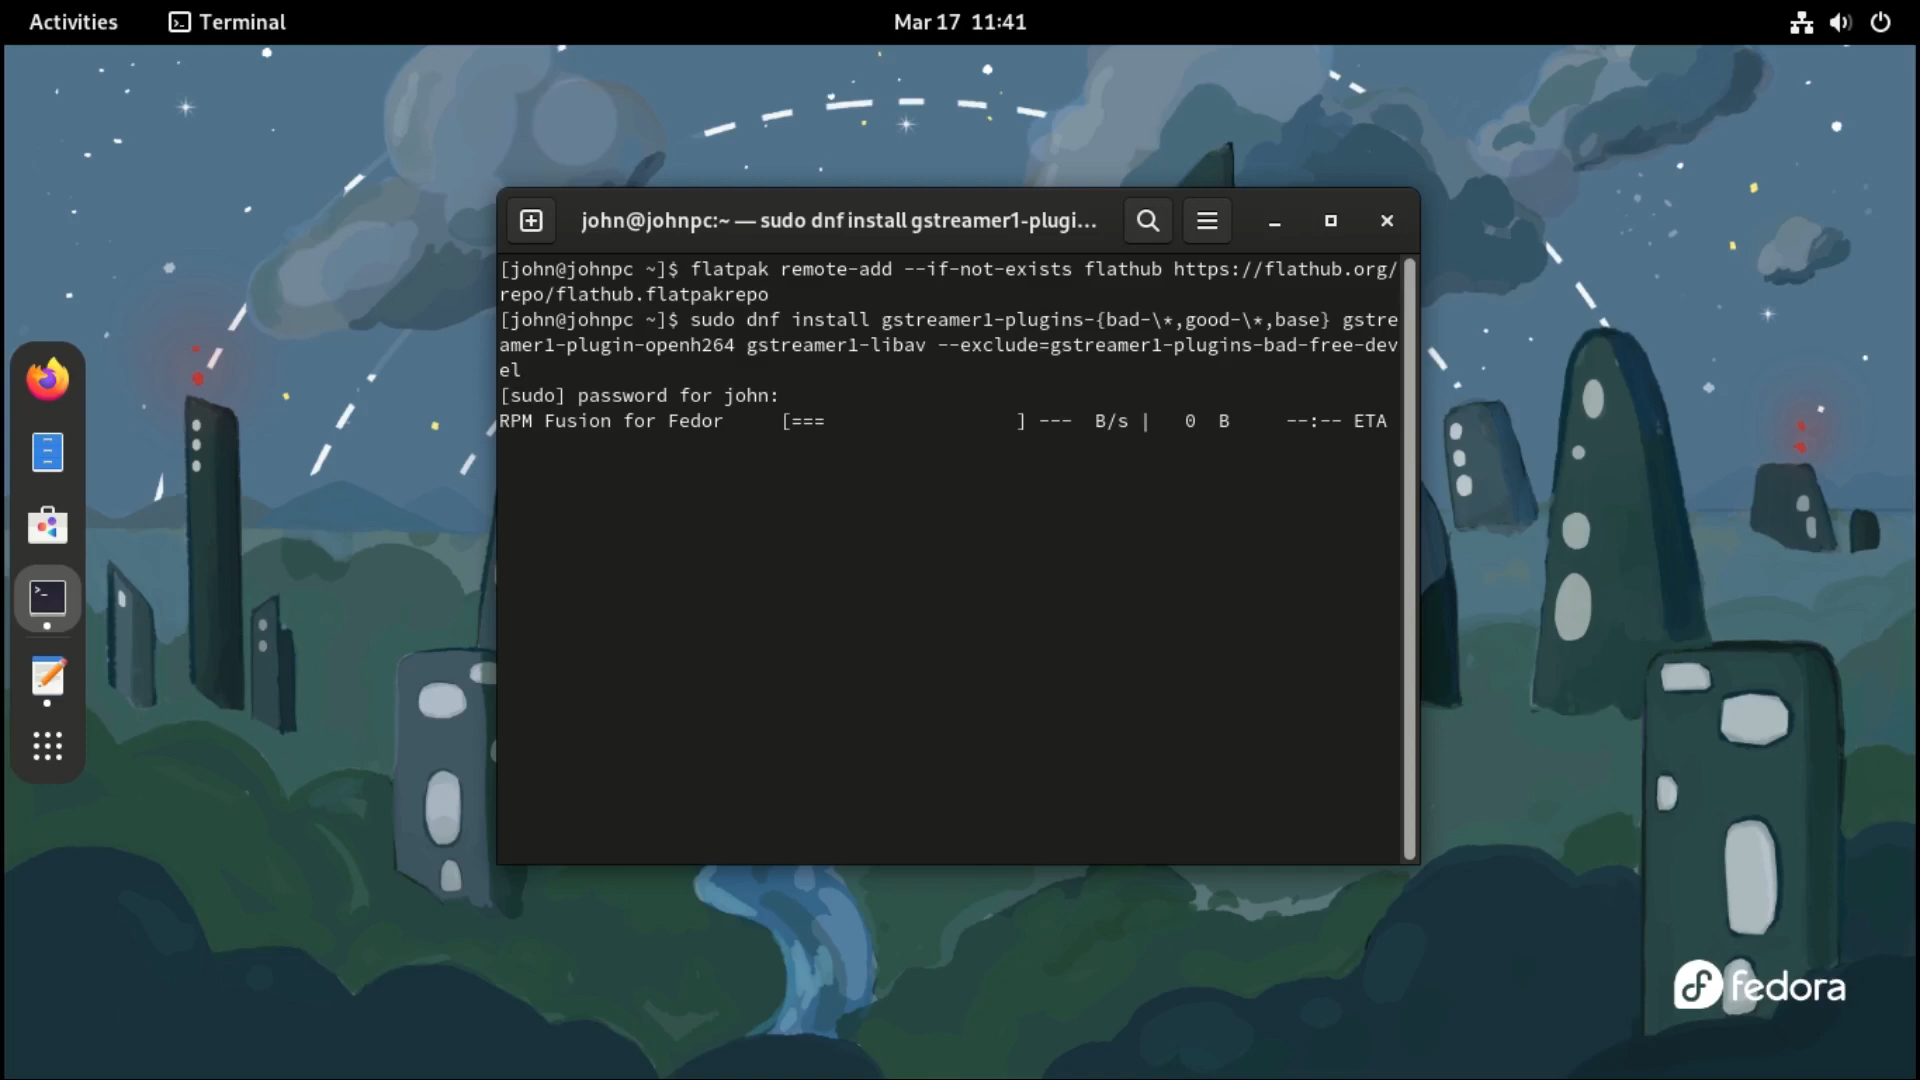 Activities Terminal Mar 17 11:41
john@johnpc:~ — sudo dnf install gstreamer1-plugi...
[john@johnpc ~]$ flatpak remote-add --if-not-exists flathub https://flathub.org/
repo/flathub.flatpakrepo
[john@johnpc ~]$ sudo dnf install gstreamer1-plugins-{bad-\*,good-\*,base} gstre
amer1-plugin-openh264 gstreamer1-libav --exclude=gstreamer1-plugins-bad-free-dev
el
[sudo] password for john:
RPM Fusion for Fedor [=== ] --- B/s | 0 B --:-- ETA
fedora